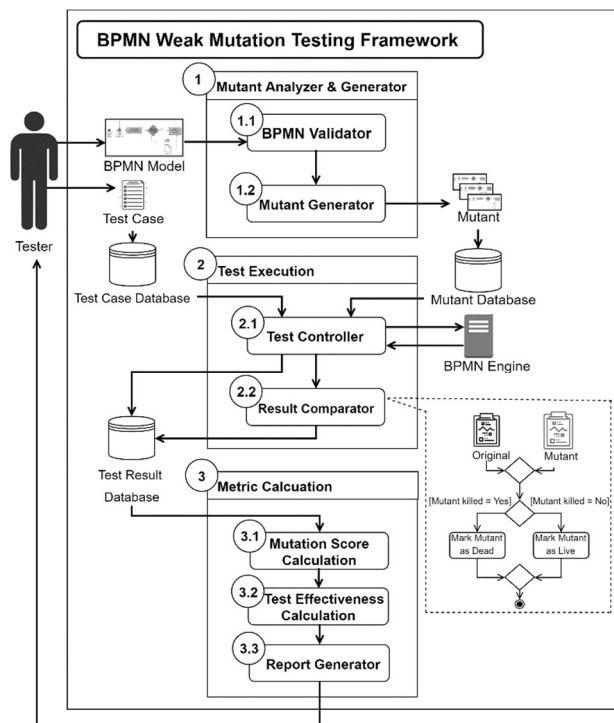 BPMN Weak Mutation Testing Framework
1
Mutant Analyzer & Generator
1.1
BPMN Validator
BPMN Model
1.2
Mutant Generator
Test Case
Mutant
Tester
2
Test Execution
Test Case Database
Mutant Database
2.1
Test Controller
BPMN Engine
2.2
Result Comparator
Original
Mutant
Test Result
Database
3
Metric Calcuation
[Mutant killed = Yes]
[Mutant killed = No]
Mark Mutant
as Dead
Mark Mutant
as Live
3.1
Mutation Score
Calculation
3.2
Test Effectiveness
Calculation
3.3
Report Generator